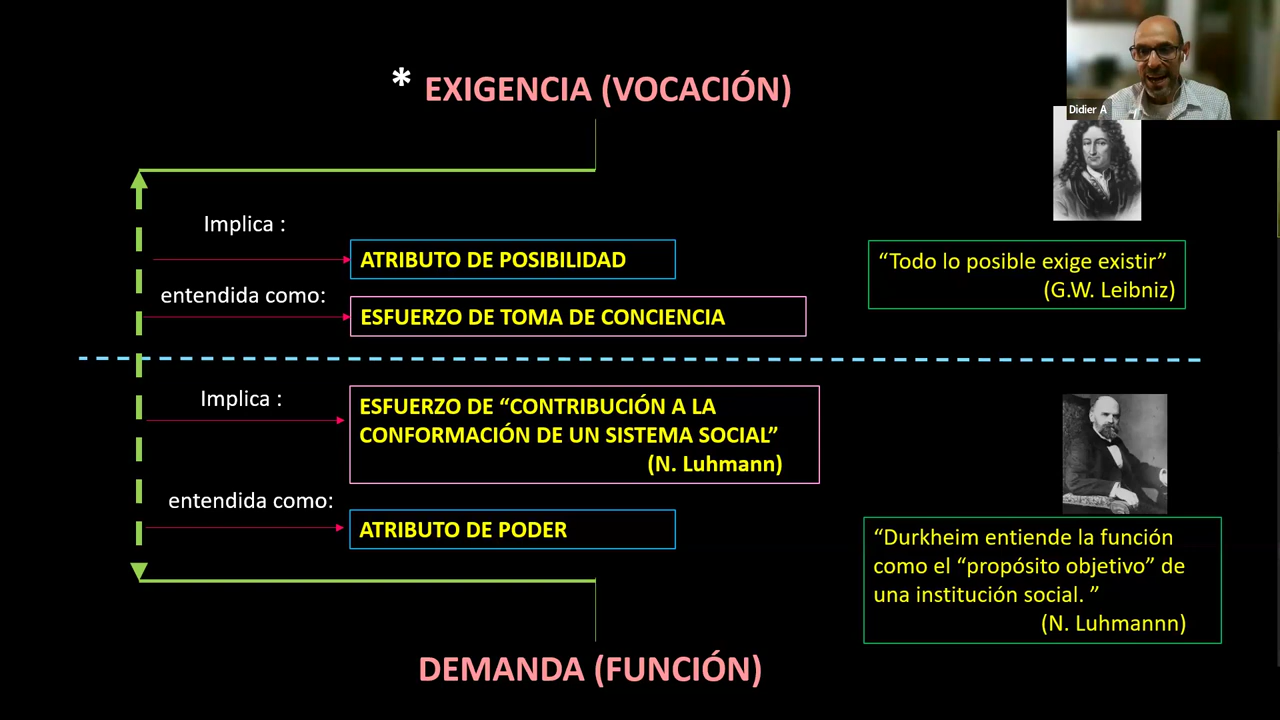 * EXIGENCIA (VOCACIÓN)
Didier A
Implica :
ATRIBUTO DE POSIBILIDAD
entendida como:
ESFUERZO DE TOMA DE CONCIENCIA
“Todo lo posible exige existir”
(G.W. Leibniz)
Implica :
ESFUERZO DE “CONTRIBUCIÓN A LA
CONFORMACIÓN DE UN SISTEMA SOCIAL”
(N. Luhmann)
entendida como:
ATRIBUTO DE PODER
“Durkheim entiende la función
como el “propósito objetivo” de
una institución social. ”
(N. Luhmannn)
DEMANDA (FUNCIÓN)